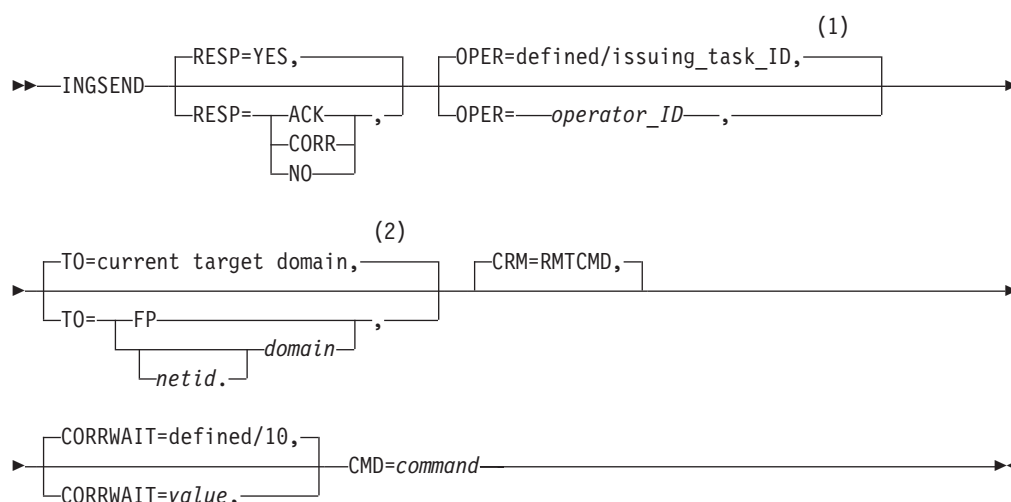 (1)
RESP=YES,
OPER=defined/issuing_task_ID,
INGSEND
RESP= ACK ,
OPER= operator_ID ,
CORR
NO
(2)
TO=current target domain,
CRM=RMTCMD,
TO= FP ,
domain
netid.
CORRWAIT=defined/10,
CMD=command
CORRWAIT=value,